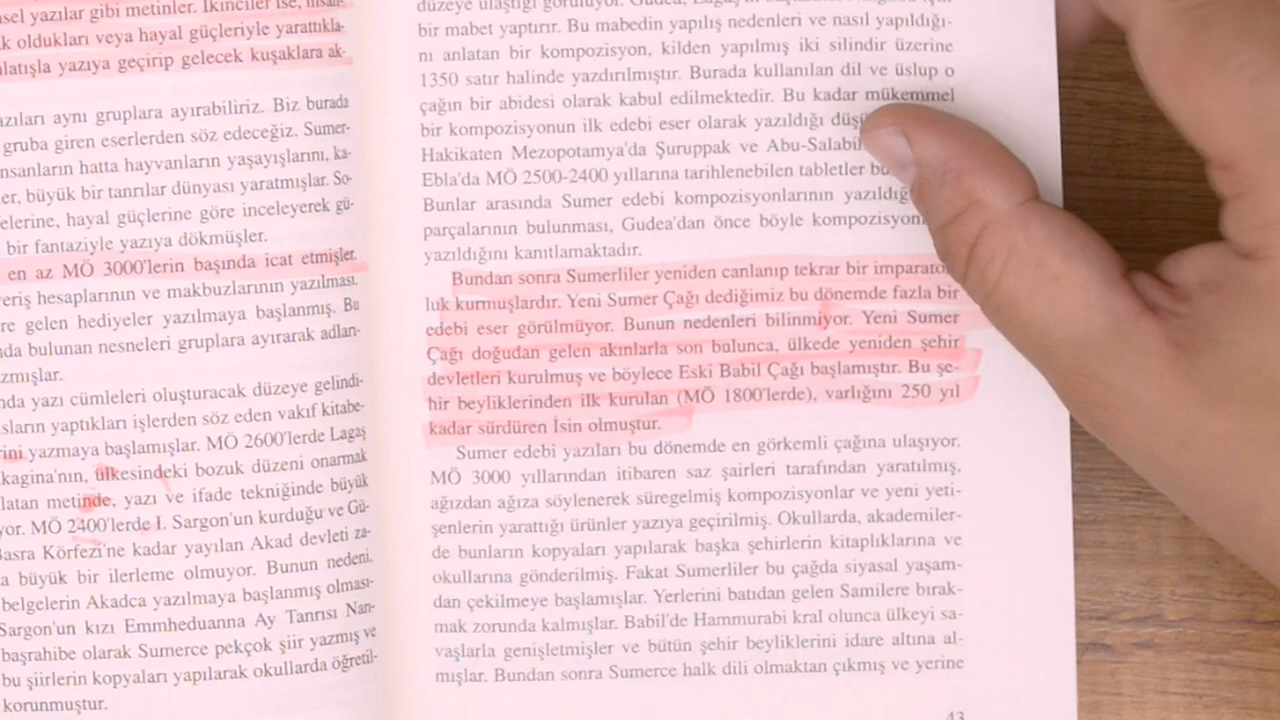 sel yazılar gibi metinler. İkinciler ise, insan-
k oldukları veya hayal güçleriyle yarattıkla-
latışla yazıya geçirip gelecek kuşaklara ak-
zıları aynı gruplara ayırabiliriz. Biz burada
gruba giren eserlerden söz edeceğiz. Sumer-
nsanların hatta hayvanların yaşayışlarını, ka-
er, büyük bir tanrılar dünyası yaratmışlar. So-
elerine, hayal güçlerine göre inceleyerek gü-
bir fantaziyle yazıya dökmüşler.
en az MÖ 3000'lerin başında icat etmişler.
eriş hesaplarının ve makbuzlarının yazılması.
re gelen hediyeler yazılmaya başlanmış. Bu
da bulunan nesneleri gruplara ayırarak adlan-
zmışlar.
nda yazı cümleleri oluşturacak düzeye gelindi-
sların yaptıkları işlerden söz eden vakıf kitabe-
rini yazmaya başlamışlar. MÖ 2600'lerde Lagaş
kagina'nın, ülkesindeki bozuk düzeni onarmak
latan metinde, yazı ve ifade tekniğinde büyük
yor. MÖ 2400'lerde I. Sargon'un kurduğu ve Gü-
Basra Körfezi'ne kadar yayılan Akad devleti za-
a büyük bir ilerleme olmuyor. Bunun nedeni,
belgelerin Akadca yazılmaya başlanmış olması-
Sargon'un kızı Emmheduanna Ay Tanrısı Nan-
başrahibe olarak Sumerce pekçok şiir yazmış ve
bu şiirlerin kopyaları yapılarak okullarda öğretil-
korunmuştur.
düzeye ulaştığı görülüyor. Gudea, Lagaş'ın
bir mabet yaptırır. Bu mabedin yapılış nedenleri ve nasıl yapıldığı-
nı anlatan bir kompozisyon, kilden yapılmış iki silindir üzerine
1350 satır halinde yazdırılmıştır. Burada kullanılan dil ve üslup o
çağın bir abidesi olarak kabul edilmektedir. Bu kadar mükemmel
bir kompozisyonun ilk edebi eser olarak yazıldığı düşü
Hakikaten Mezopotamya'da Şuruppak ve Abu-Salabil
Ebla'da MÖ 2500-2400 yıllarına tarihlenebilen tabletler bu
Bunlar arasında Sumer edebi kompozisyonlarının yazıldığ
parçalarının bulunması, Gudea'dan önce böyle kompozisyon
yazıldığını kanıtlamaktadır.
Bundan sonra Sumerliler yeniden canlanıp tekrar bir imparator-
luk kurmuşlardır. Yeni Sumer Çağı dediğimiz bu dönemde fazla bir
edebi eser görülmüyor. Bunun nedenleri bilinmiyor. Yeni Sumer
Çağı doğudan gelen akınlarla son bulunca, ülkede yeniden şehir
devletleri kurulmuş ve böylece Eski Babil Çağı başlamıştır. Bu şe-
hir beyliklerinden ilk kurulan (MÖ 1800'lerde), varlığını 250 yıl
kadar sürdüren İsin olmuştur.
Sumer edebi yazıları bu dönemde en görkemli çağına ulaşıyor.
MÖ 3000 yıllarından itibaren saz şairleri tarafından yaratılmış,
ağızdan ağıza söylenerek süregelmiş kompozisyonlar ve yeni yeti-
şenlerin yarattığı ürünler yazıya geçirilmiş. Okullarda, akademiler-
de bunların kopyaları yapılarak başka şehirlerin kitaplıklarına ve
okullarına gönderilmiş. Fakat Sumerliler bu çağda siyasal yaşam-
dan çekilmeye başlamışlar. Yerlerini batıdan gelen Samilere bırak-
mak zorunda kalmışlar. Babil'de Hammurabi kral olunca ülkeyi sa-
vaşlarla genişletmişler ve bütün şehir beyliklerini idare altına al-
mışlar. Bundan sonra Sumerce halk dili olmaktan çıkmış ve yerine
43